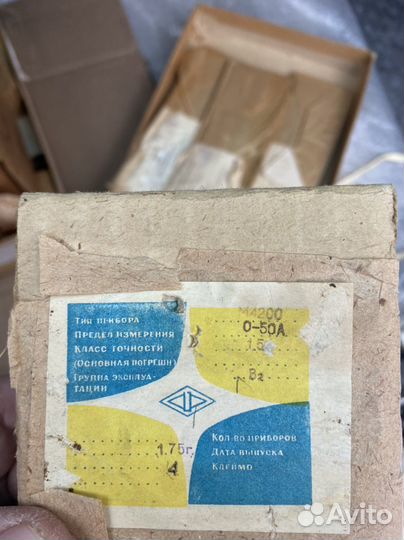 Тип прибора
Предел измерения
Класс точности
(Основная погрешн)
Группа эксплуа-
тации
М4200
0-50А
1.5
В2
1.75г.
4
Кол-во приборов
Дата выпуска
Клеймо
Avito